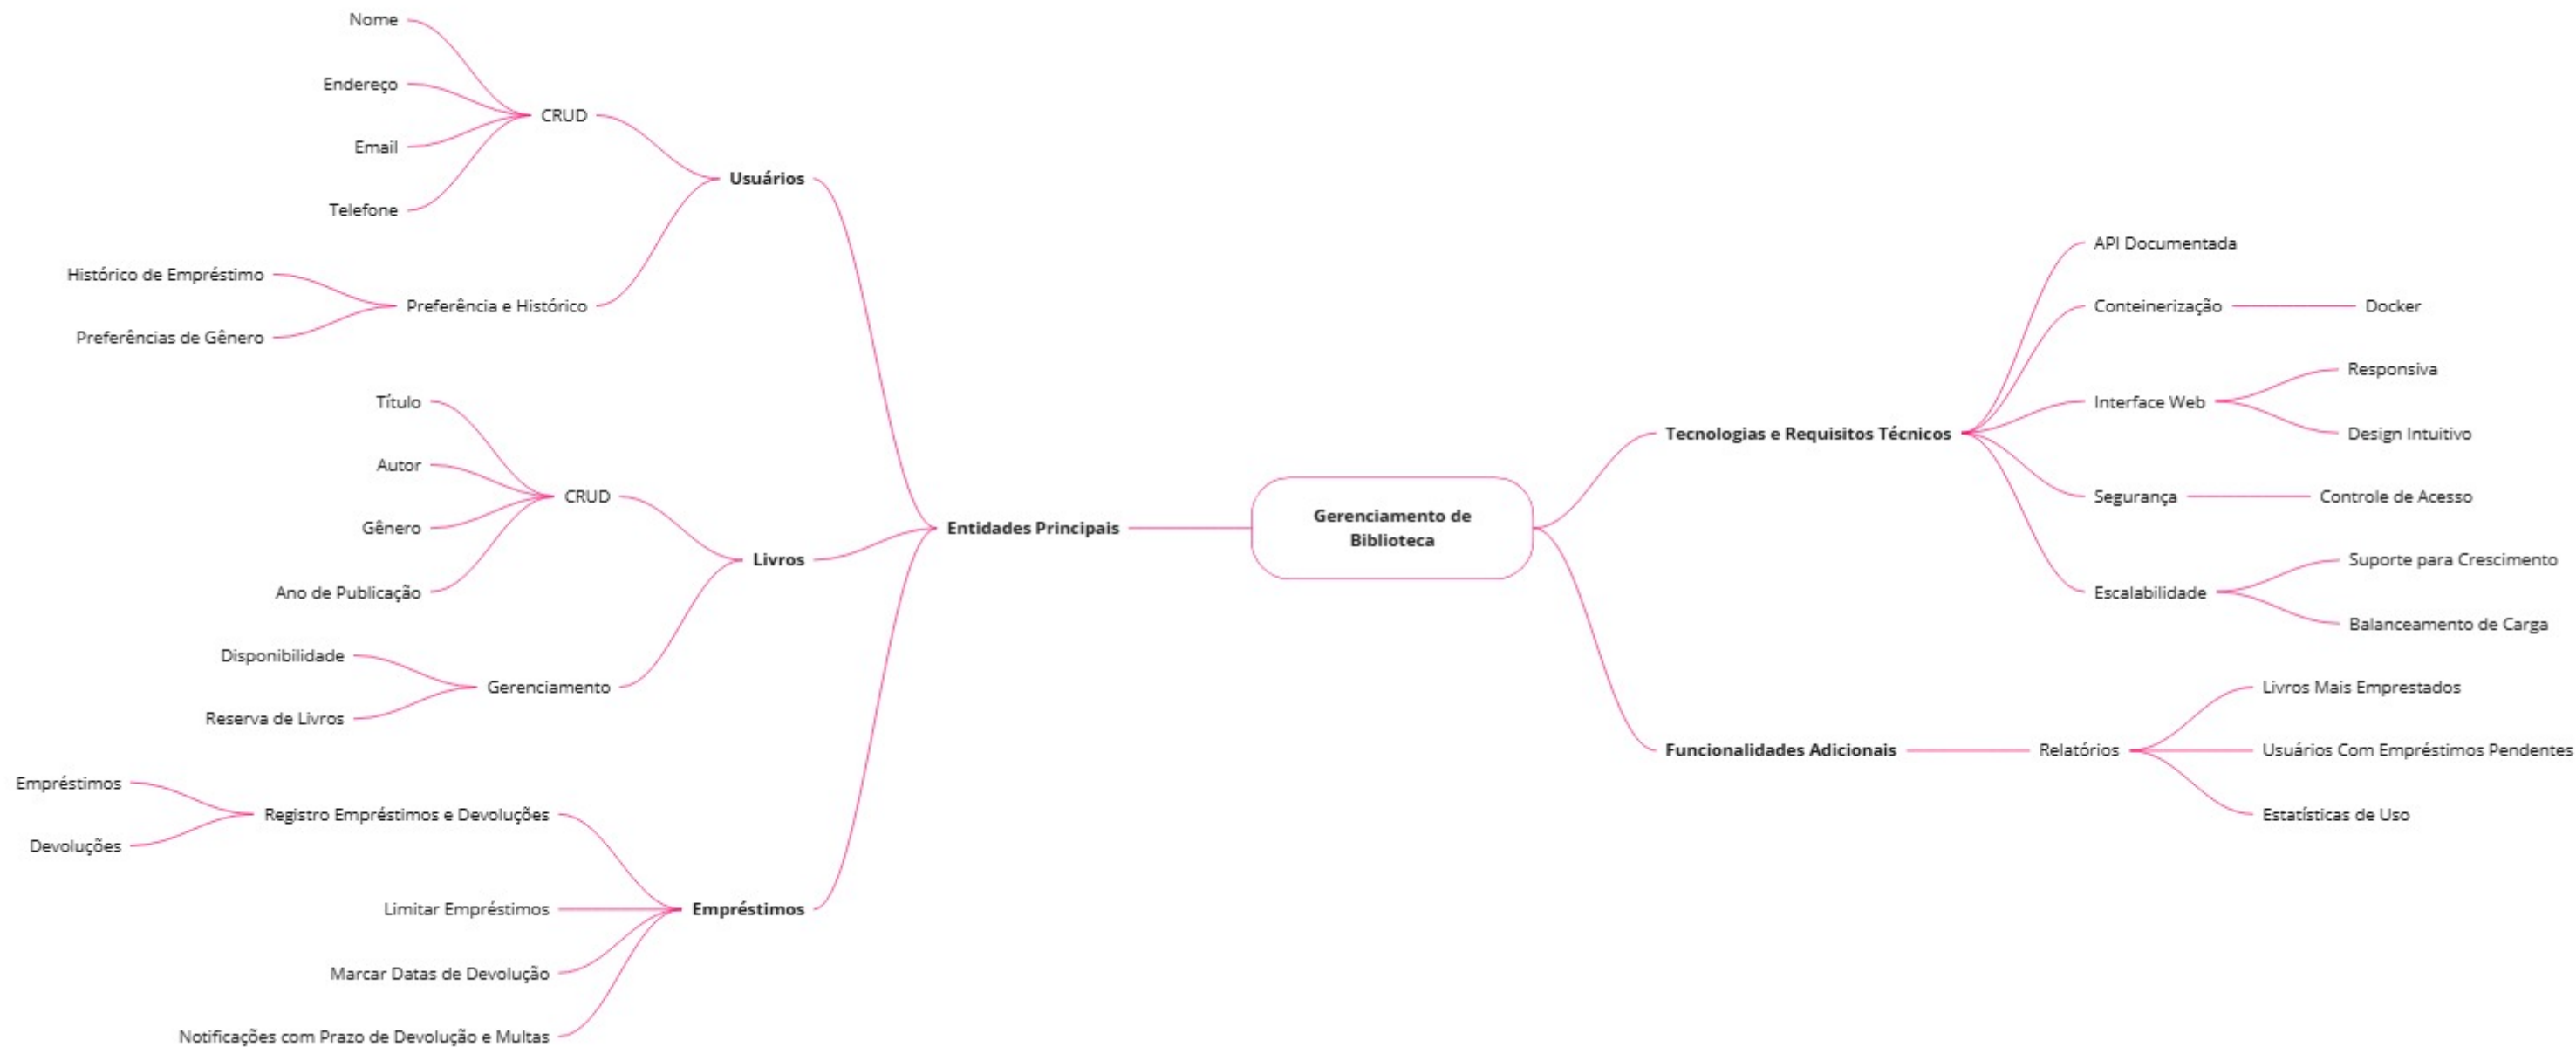 Nome
Endereço
CRUD
Email
Telefone
Usuários
Histórico de Empréstimo
Preferência e Histórico
Preferências de Gênero
Título
Autor
CRUD
Gênero
Ano de Publicação
Livros
Disponibilidade
Gerenciamento
Reserva de Livros
Empréstimos
Registro Empréstimos e Devoluções
Devoluções
Limitar Empréstimos
Empréstimos
Marcar Datas de Devolução
Notificações com Prazo de Devolução e Multas
Entidades Principais
Gerenciamento de
Biblioteca
Tecnologias e Requisitos Técnicos
API Documentada
Conteinerização
Docker
Interface Web
Responsiva
Design Intuitivo
Segurança
Controle de Acesso
Escalabilidade
Suporte para Crescimento
Balanceamento de Carga
Funcionalidades Adicionais
Relatórios
Livros Mais Emprestados
Usuários Com Empréstimos Pendentes
Estatísticas de Uso